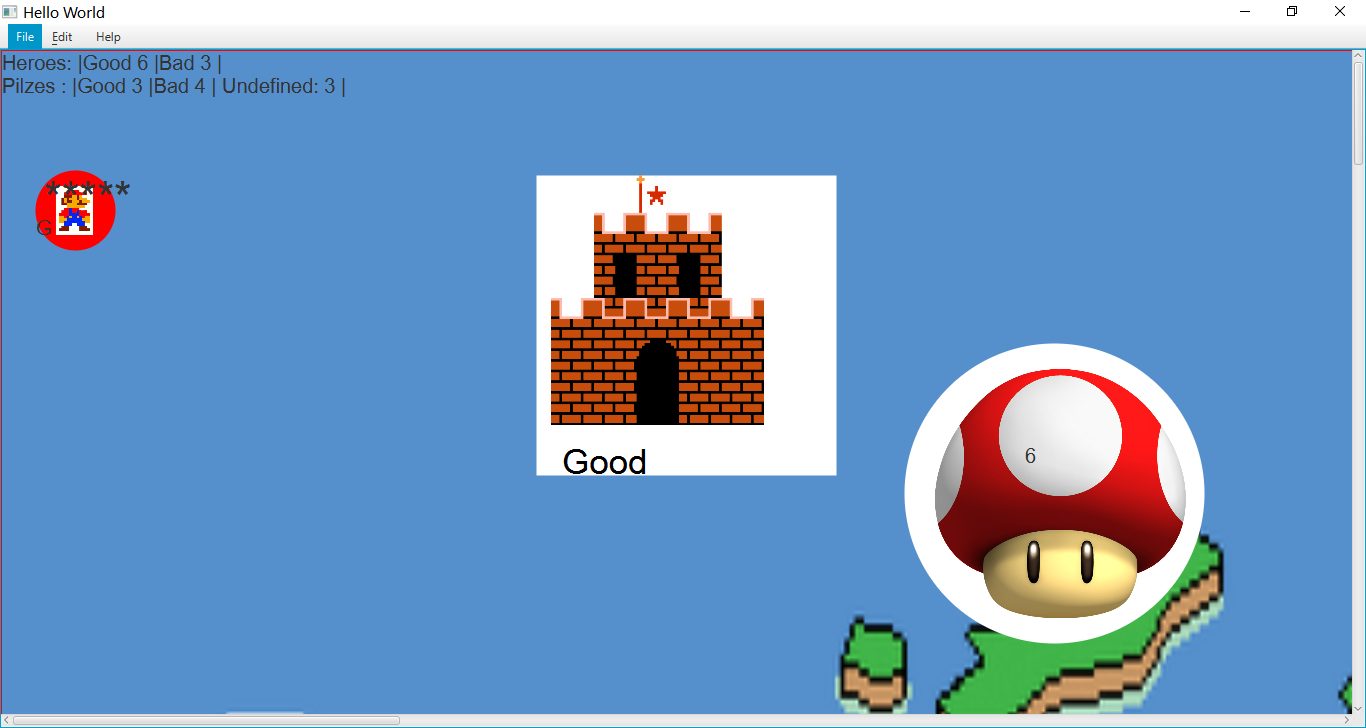 Hello World
File Edit Help
Heroes: |Good 6 |Bad 3 |
Pilzes : |Good 3 |Bad 4 | Undefined: 3 |
*****
G
Good
6